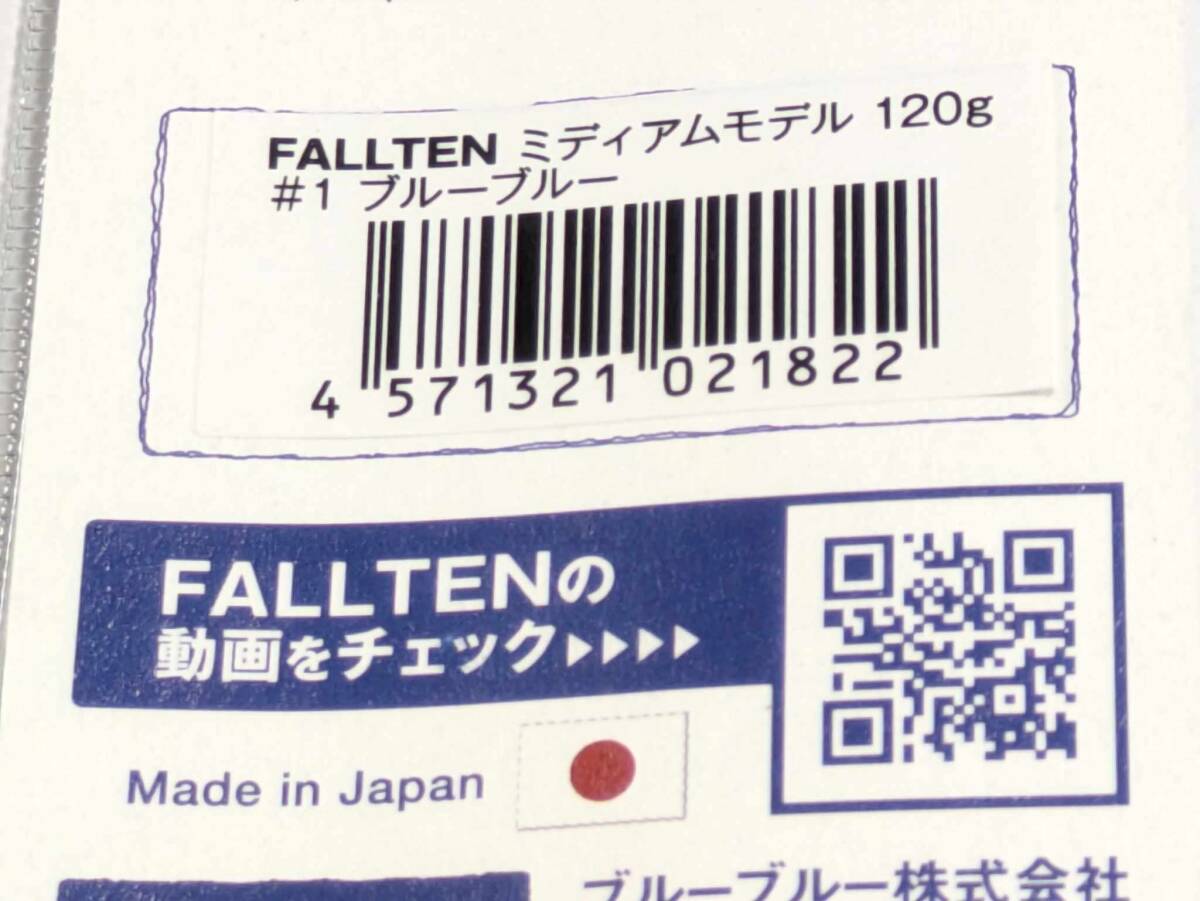 FALLTEN ミディアムモデル 120g
#1 ブルーブルー
4 571321 021822
FALLTENの
動画をチェック▶▶▶▶
Made in Japan
ブルーブルー株式会社